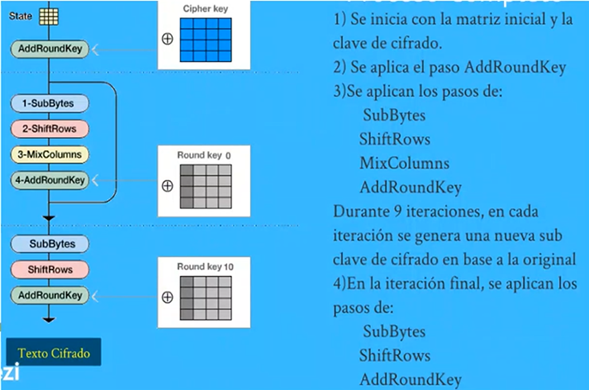 State
Cipher key
AddRoundKey
1-SubBytes
2-ShiftRows
3-MixColumns
4-AddRoundKey
Round key 0
SubBytes
ShiftRows
AddRoundKey
Round key 10
Texto Cifrado
zi
1) Se inicia con la matriz inicial y la
clave de cifrado.
2) Se aplica el paso AddRoundKey
3)Se aplican los pasos de:
SubBytes
ShiftRows
MixColumns
AddRoundKey
Durante 9 iteraciones, en cada
iteración se genera una nueva sub
clave de cifrado en base a la original
4)En la iteración final, se aplican los
pasos de:
SubBytes
ShiftRows
AddRoundKey